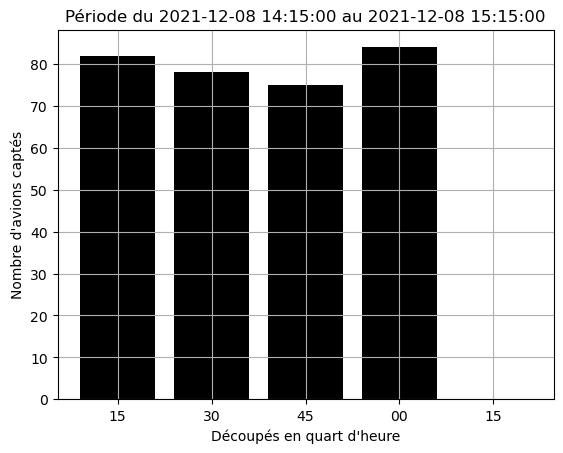 Période du 2021-12-08 14:15:00 au 2021-12-08 15:15:00
80
70
60
50
40
30
20
10
0
Nombre d'avions captés
15 30 45 00 15
Découpés en quart d'heure